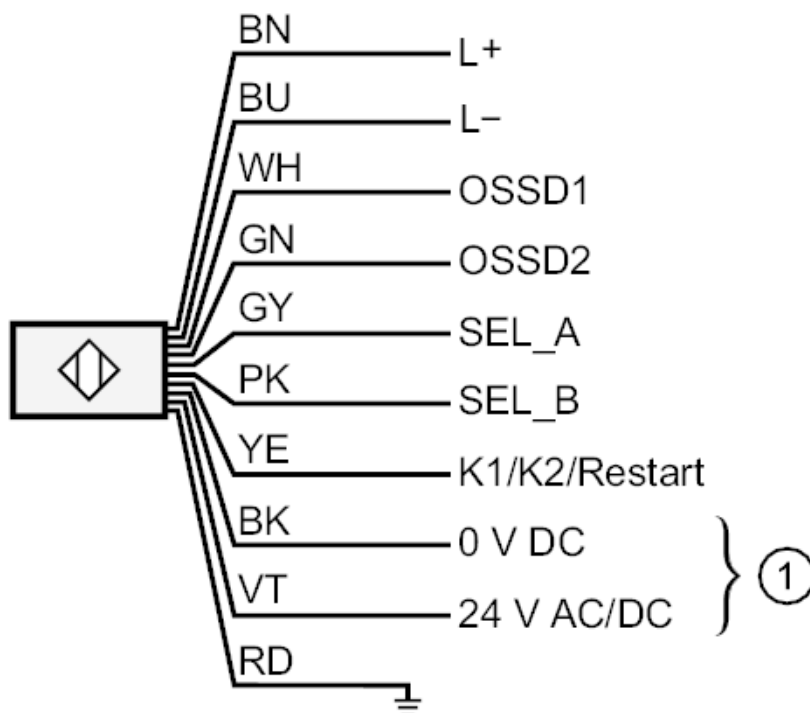 BN L+
BU L−
WH OSSD1
GN OSSD2
GY SEL_A
PK SEL_B
YE K1/K2/Restart
BK 0 V DC
VT 24 V AC/DC
1
RD